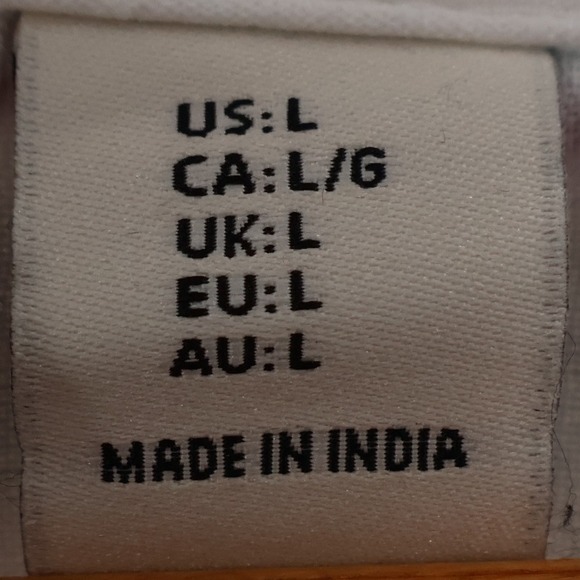 US: L
CA: L/G
UK: L
EU: L
AU: L
MADE IN INDIA